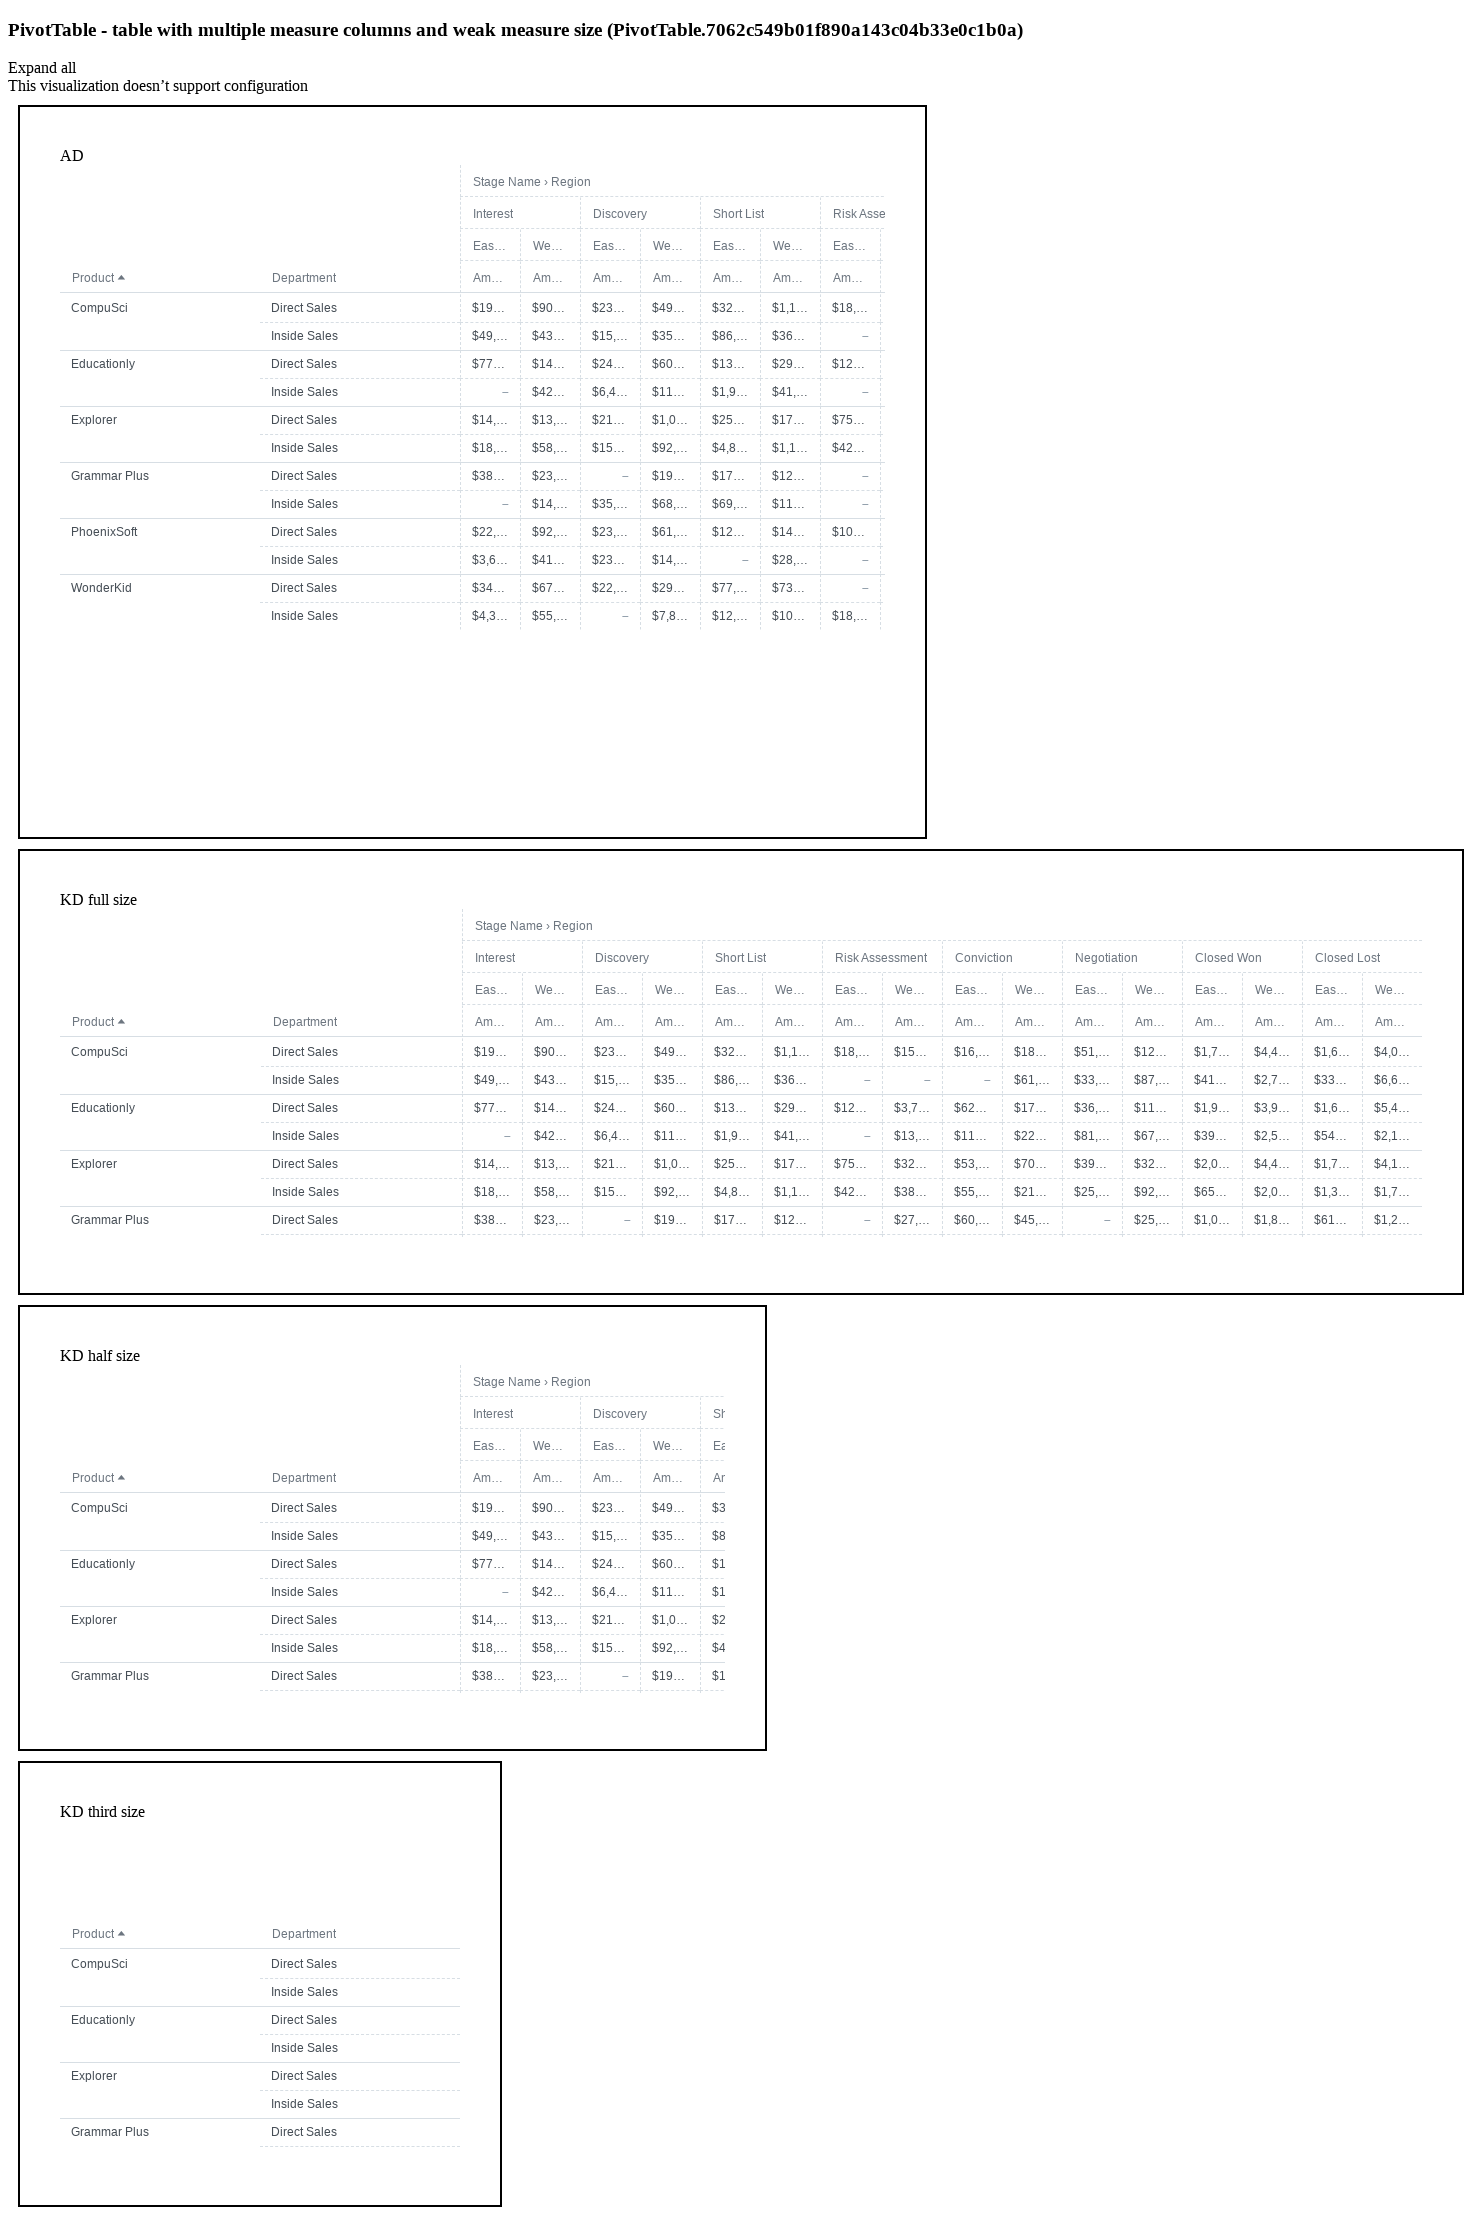 PivotTable - table with multiple measure columns and weak measure size (PivotTable.7062c549b01f890a143c04b33e0c1b0a)
Expand all
This visualization doesn’t support configuration
AD
Stage Name › Region
Interest Discovery Short List Risk Asse
Eas… We… Eas… We… Eas… We… Eas…
Product Department Am… Am… Am… Am… Am… Am… Am…
CompuSci Direct Sales $19… $90… $23… $49… $32… $1,1… $18,…
Inside Sales $49,… $43… $15,… $35… $86,… $36… –
Educationly Direct Sales $77… $14… $24… $60… $13… $29… $12…
Inside Sales – $42… $6,4… $11… $1,9… $41,… –
Explorer Direct Sales $14,… $13,… $21… $1,0… $25… $17… $75…
Inside Sales $18,… $58,… $15… $92,… $4,8… $1,1… $42…
Grammar Plus Direct Sales $38… $23,… – $19… $17… $12… –
Inside Sales – $14,… $35,… $68,… $69,… $11… –
PhoenixSoft Direct Sales $22,… $92,… $23,… $61,… $12… $14… $10…
Inside Sales $3,6… $41… $23… $14,… – $28,… –
WonderKid Direct Sales $34… $67… $22,… $29… $77,… $73… –
Inside Sales $4,3… $55,… – $7,8… $12,… $10… $18,…
KD full size
Stage Name › Region
Interest Discovery Short List Risk Assessment Conviction Negotiation Closed Won Closed Lost
Eas… We… Eas… We… Eas… We… Eas… We… Eas… We… Eas… We… Eas… We… Eas… We…
Product Department Am… Am… Am… Am… Am… Am… Am… Am… Am… Am… Am… Am… Am… Am… Am… Am…
CompuSci Direct Sales $19… $90… $23… $49… $32… $1,1… $18,… $15… $16,… $18… $51,… $12… $1,7… $4,4… $1,6… $4,0…
Inside Sales $49,… $43… $15,… $35… $86,… $36… – – – $61,… $33,… $87,… $41… $2,7… $33… $6,6…
Educationly Direct Sales $77… $14… $24… $60… $13… $29… $12… $3,7… $62… $17… $36,… $11… $1,9… $3,9… $1,6… $5,4…
Inside Sales – $42… $6,4… $11… $1,9… $41,… – $13,… $11… $22… $81,… $67,… $39… $2,5… $54… $2,1…
Explorer Direct Sales $14,… $13,… $21… $1,0… $25… $17… $75… $32… $53,… $70… $39… $32… $2,0… $4,4… $1,7… $4,1…
Inside Sales $18,… $58,… $15… $92,… $4,8… $1,1… $42… $38… $55,… $21… $25,… $92,… $65… $2,0… $1,3… $1,7…
Grammar Plus Direct Sales $38… $23,… – $19… $17… $12… – $27,… $60,… $45,… – $25,… $1,0… $1,8… $61… $1,2…
KD half size
Stage Name › Region
Interest Discovery Sh
Eas… We… Eas… We… Ea
Product Department Am… Am… Am… Am… Ar
CompuSci Direct Sales $19… $90… $23… $49… $3
Inside Sales $49,… $43… $15,… $35… $8
Educationly Direct Sales $77… $14… $24… $60… $1
Inside Sales – $42… $6,4… $11… $1
Explorer Direct Sales $14,… $13,… $21… $1,0… $2
Inside Sales $18,… $58,… $15… $92,… $4
Grammar Plus Direct Sales $38… $23,… – $19… $1
KD third size
Product Department
CompuSci Direct Sales
Inside Sales
Educationly Direct Sales
Inside Sales
Explorer Direct Sales
Inside Sales
Grammar Plus Direct Sales